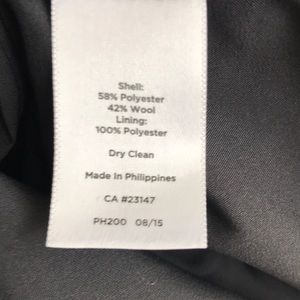 Shell:
58% Polyester
42% Wool
Lining:
100% Polyester
Dry Clean
Made In Philippines
CA #23147
PH200 08/15